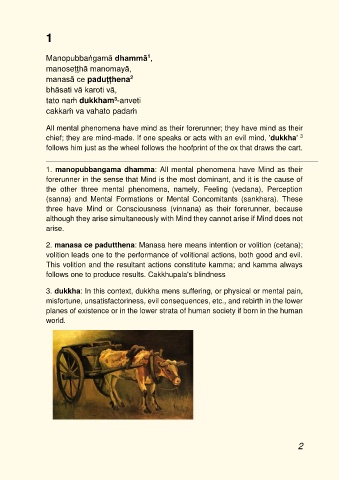 1
Manopubbaṅgamā dhammā¹,
manoseṭṭhā manomayā,
manasā ce paduṭṭhena²
bhāsati vā karoti vā,
tato naṁ dukkham³-anveti
cakkaṁ va vahato padaṁ
All mental phenomena have mind as their forerunner; they have mind as their
chief; they are mind-made. If one speaks or acts with an evil mind, 'dukkha' ³
follows him just as the wheel follows the hoofprint of the ox that draws the cart.
1. manopubbangama dhamma: All mental phenomena have Mind as their
forerunner in the sense that Mind is the most dominant, and it is the cause of
the other three mental phenomena, namely, Feeling (vedana), Perception
(sanna) and Mental Formations or Mental Concomitants (sankhara). These
three have Mind or Consciousness (vinnana) as their forerunner, because
although they arise simultaneously with Mind they cannot arise if Mind does not
arise.
2. manasa ce padutthena: Manasa here means intention or volition (cetana);
volition leads one to the performance of volitional actions, both good and evil.
This volition and the resultant actions constitute kamma; and kamma always
follows one to produce results. Cakkhupala's blindness
3. dukkha: In this context, dukkha mens suffering, or physical or mental pain,
misfortune, unsatisfactoriness, evil consequences, etc., and rebirth in the lower
planes of existence or in the lower strata of human society if born in the human
world.
2